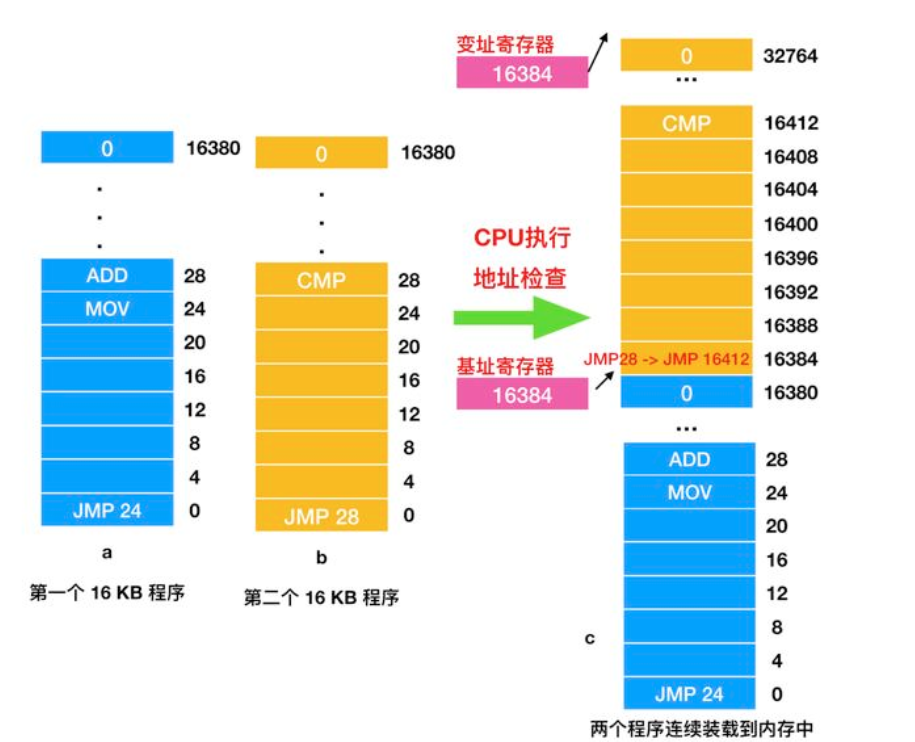 变址寄存器
16384
0 32764
...
CMP 16412
16408
16404
16400
16396
16392
16388
JMP28 -> JMP 16412 16384
0 16380
...
ADD 28
MOV 24
20
16
12
8
4
JMP 24 0
c
两个程序连续装载到内存中
CPU执行
地址检查
基址寄存器
16384
0 16380
.
.
.
ADD 28
MOV 24
20
16
12
8
4
JMP 24 0
a
第一个 16 KB 程序
0 16380
.
.
.
CMP 28
24
20
16
12
8
4
JMP 28 0
b
第二个 16 KB 程序